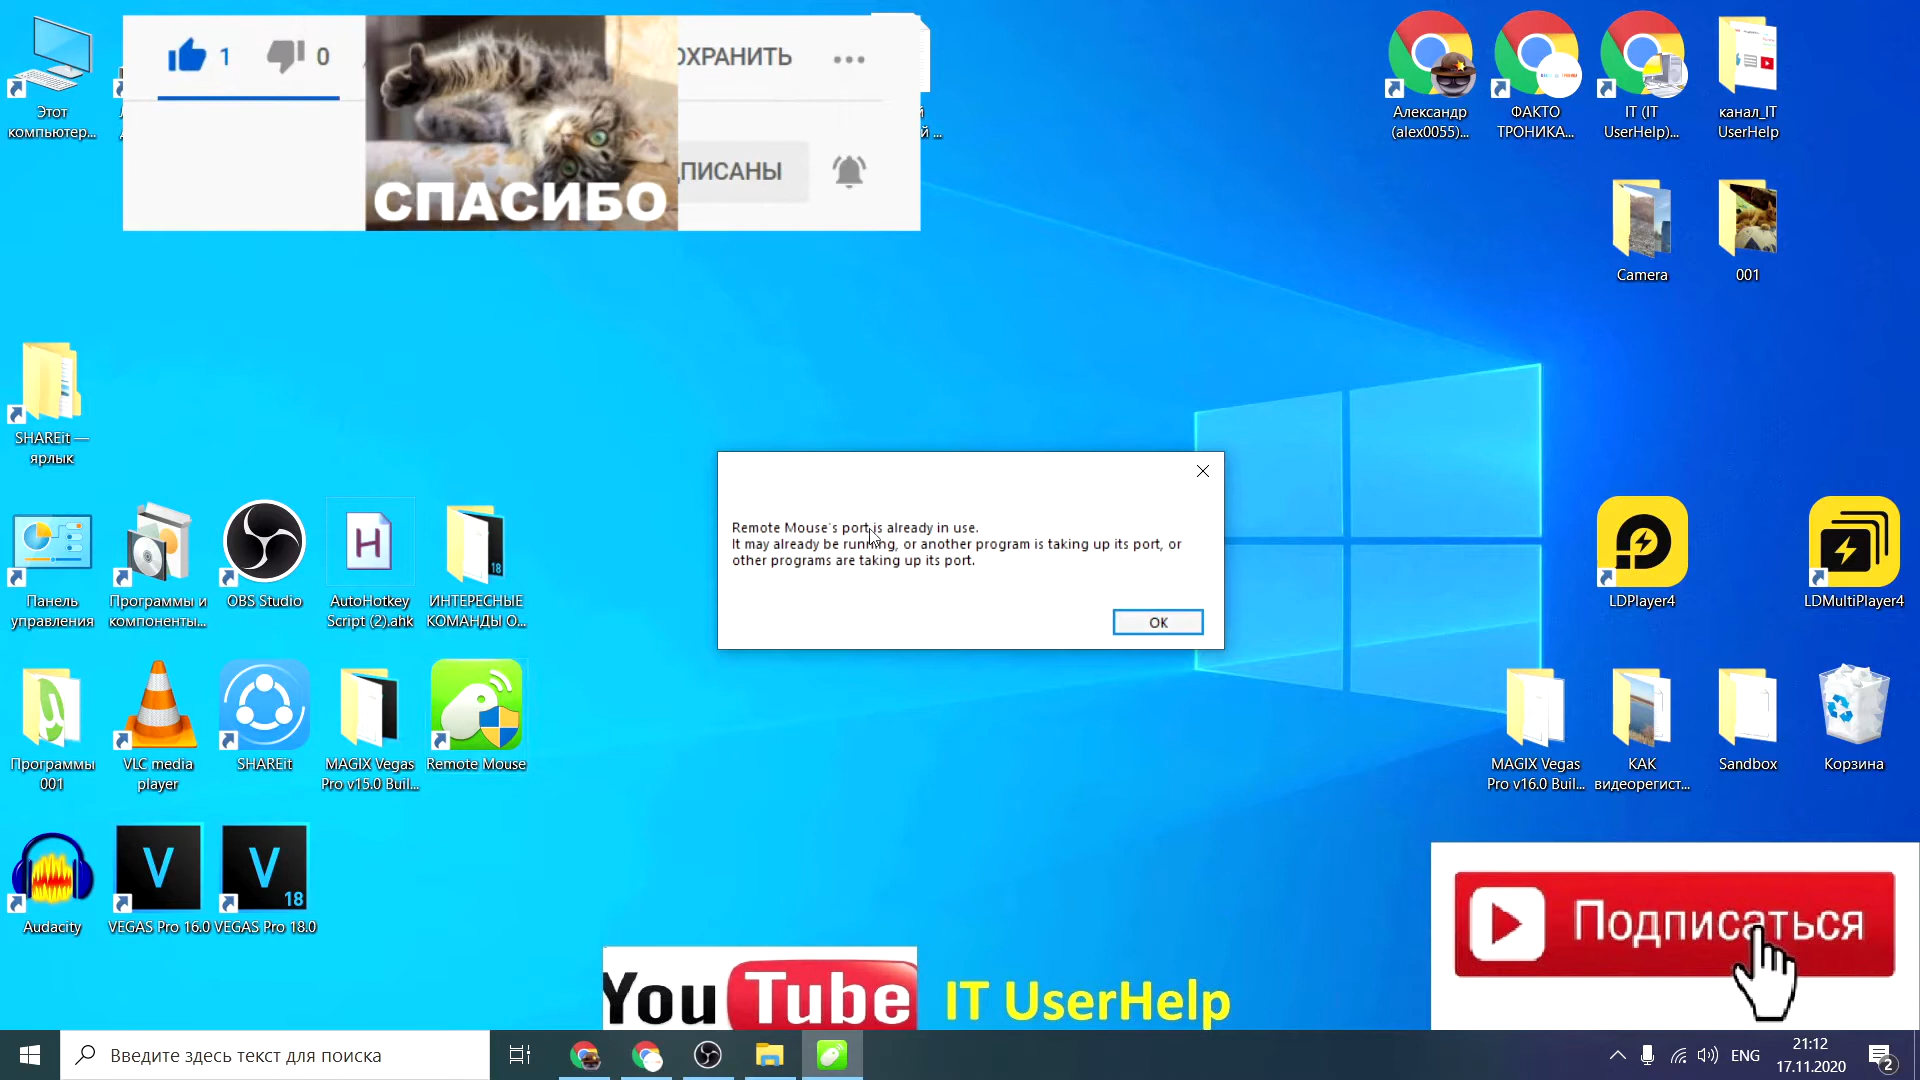 1
0
ОХРАНИТЬ
ПИСАНЫ
СПАСИБО
Этот
компьютер...
Александр
(alex0055)...
ФАКТО
ТРОНИКА...
IT (IT
UserHelp)...
канал_IT
UserHelp
Camera
001
SHAREit —
ярлык
Remote Mouse's port is already in use.
It may already be running, or another program is taking up its port, or
other programs are taking up its port.
OK
Панель
управления
Программы и
компоненты...
OBS Studio
AutoHotkey
Script (2).ahk
18
ИНТЕРЕСНЫЕ
КОМАНДЫ О...
LDPlayer4
LDMultiPlayer4
Программы
001
VLC media
player
SHAREit
MAGIX Vegas
Pro v15.0 Buil...
Remote Mouse
MAGIX Vegas
Pro v16.0 Buil...
КАК
видеорегист...
Sandbox
Корзина
Audacity
V
VEGAS Pro 16.0
V
18
VEGAS Pro 18.0
Подписаться
YouTube
IT UserHelp
Введите здесь текст для поиска
ENG
21:12
17.11.2020
2